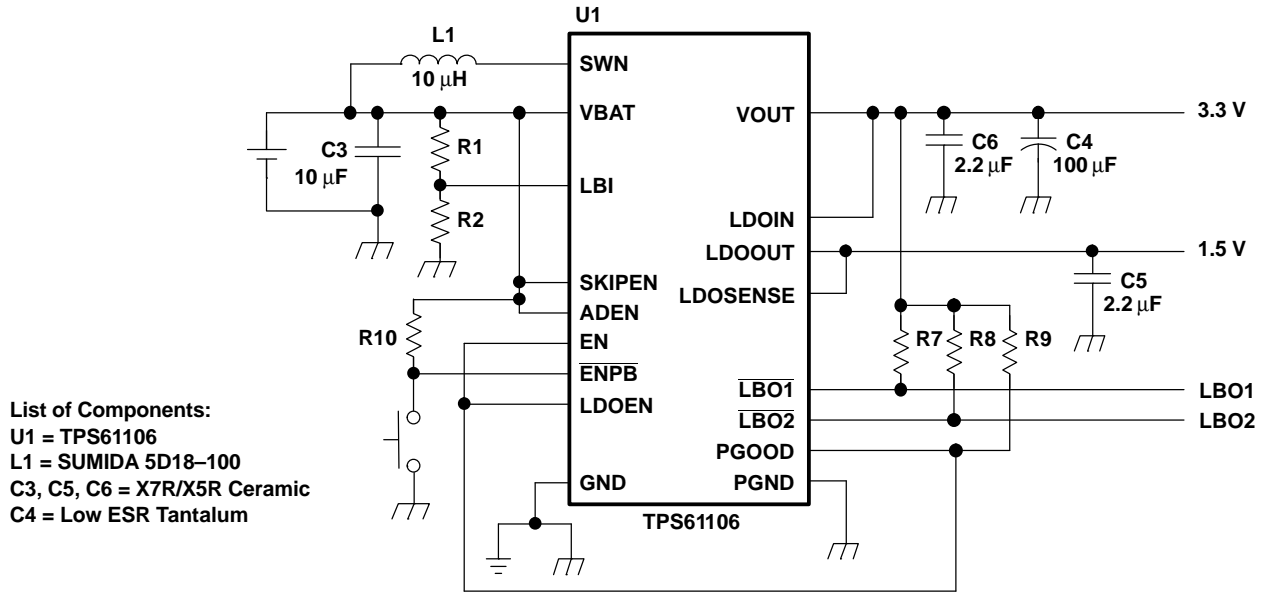 U1
L1
10 μH
SWN
VBAT
VOUT
3.3 V
C3
10 μF
R1
C6
2.2 μF
C4
100 μF
LBI
R2
LDOIN
LDOOUT
1.5 V
SKIPEN
LDOSENSE
C5
2.2 μF
ADEN
R10
EN
R7
R8
R9
ENPB
LBO1
LBO1
LDOEN
LBO2
LBO2
PGOOD
GND
PGND
TPS61106
List of Components:
U1 = TPS61106
L1 = SUMIDA 5D18–100
C3, C5, C6 = X7R/X5R Ceramic
C4 = Low ESR Tantalum